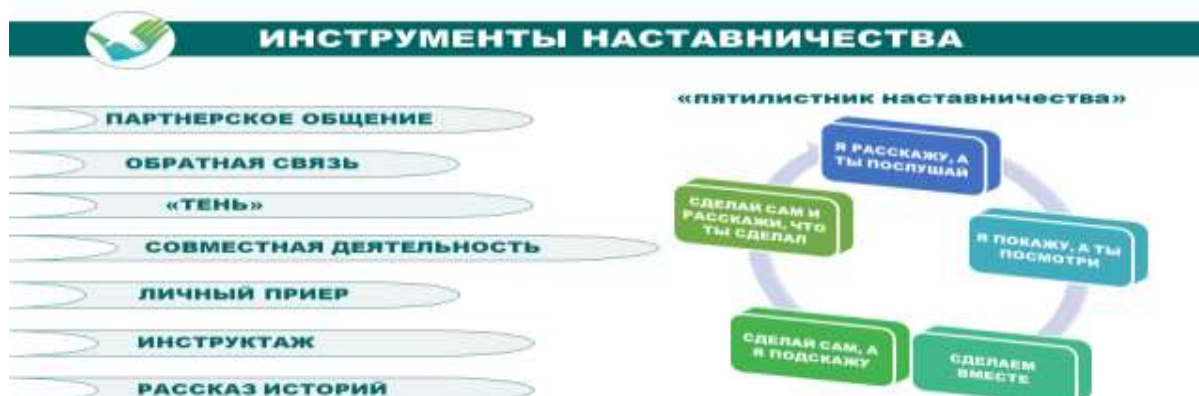 ИНСТРУМЕНТЫ НАСТАВНИЧЕСТВА
ПАРТНЕРСКОЕ ОБЩЕНИЕ
ОБРАТНАЯ СВЯЗЬ
«ТЕНЬ»
СОВМЕСТНАЯ ДЕЯТЕЛЬНОСТЬ
ЛИЧНЫЙ ПРИЕР
ИНСТРУКТАЖ
РАССКАЗ ИСТОРИЙ
«ПЯТИЛИСТНИК НАСТАВНИЧЕСТВА»
Я РАССКАЖУ, А
ТЫ ПОСЛУШАЙ
Я ПОКАЖУ, А ТЫ
ПОСМОТРИ
СДЕЛАЕМ
ВМЕСТЕ
СДЕЛАЙ САМ, А
Я ПОДСКАЖУ
СДЕЛАЙ САМ И
РАССКАЖИ, ЧТО
ТЫ СДЕЛАЛ